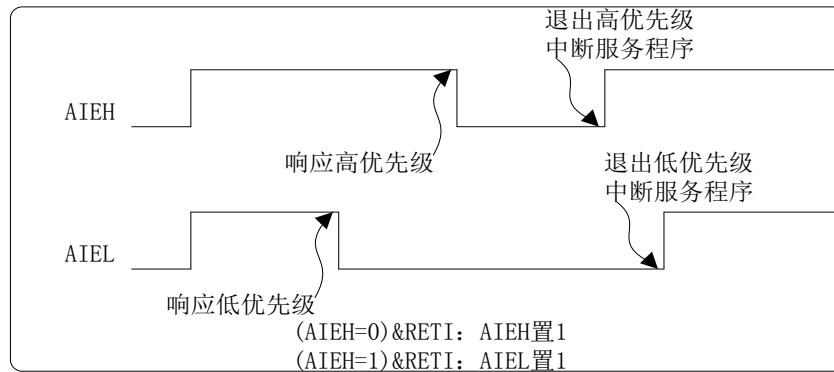 退出高优先级
中断服务程序
AIEH
响应高优先级
退出低优先级
中断服务程序
AIEL
响应低优先级
(AIEH=0)&RETI: AIEH置1
(AIEH=1)&RETI: AIEL置1